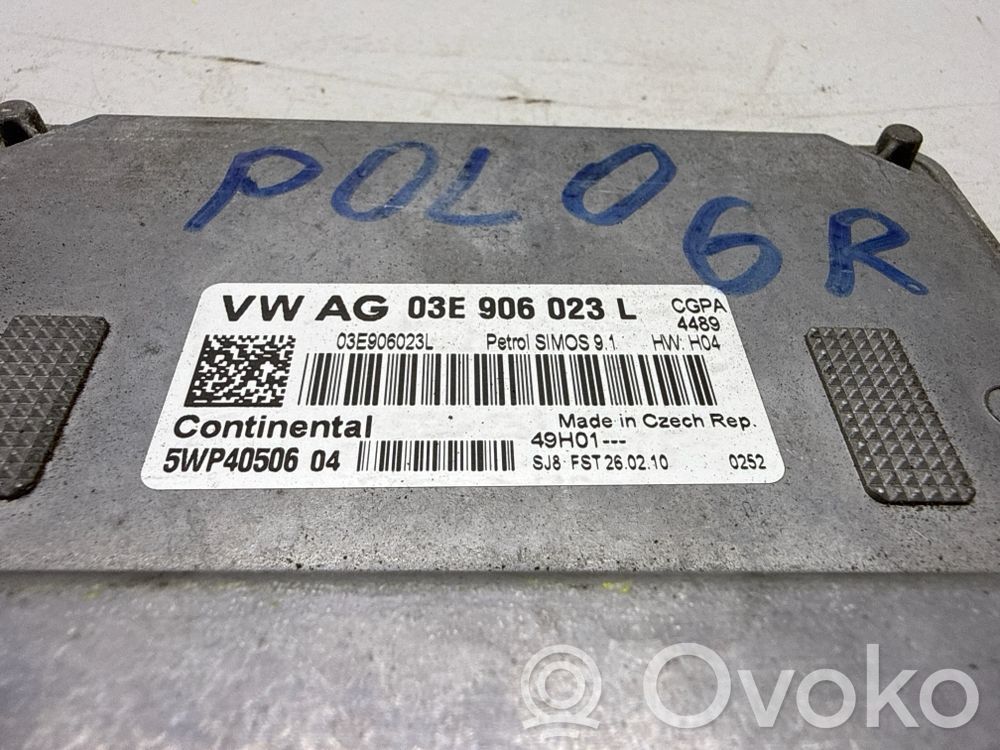 POLO 6R
VW AG 03E 906 023 L CGPA
4489
03E906023L Petrol SIMOS 9.1 HW: H04
Continental Made in Czech Rep.
49H01---
5WP40506 04 SJ8 FST 26.02.10 0252
Ovoko